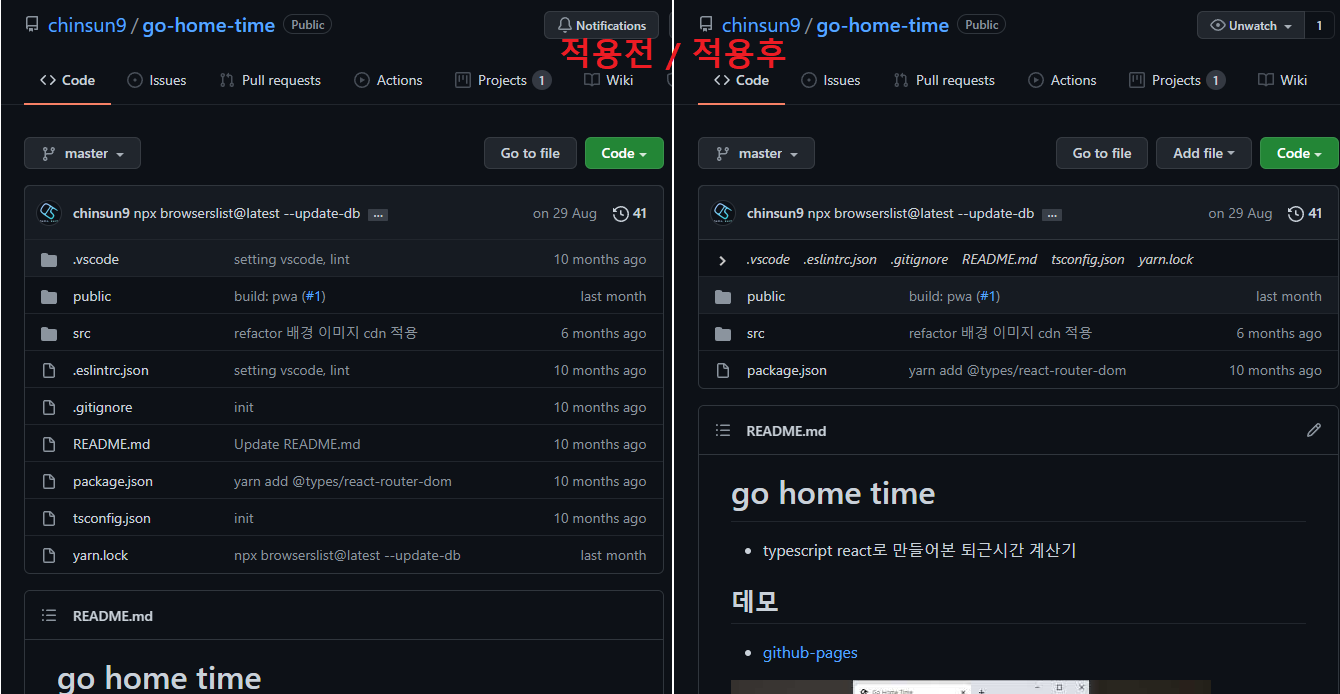 chinsun9 / go-home-time Public Notifications
적용전 / 적용후
Code Issues Pull requests Actions Projects 1 Wiki
master Go to file Code
chinsun9 npx browserslist@latest --update-db ... on 29 Aug 41
.vscode setting vscode, lint 10 months ago
public build: pwa (#1) last month
src refactor 배경 이미지 cdn 적용 6 months ago
.eslintrc.json setting vscode, lint 10 months ago
.gitignore init 10 months ago
README.md Update README.md 10 months ago
package.json yarn add @types/react-router-dom 10 months ago
tsconfig.json init 10 months ago
yarn.lock npx browserslist@latest --update-db last month
README.md
go home time
chinsun9 / go-home-time Public Unwatch 1
Code Issues Pull requests Actions Projects 1 Wiki
master Go to file Add file Code
chinsun9 npx browserslist@latest --update-db ... on 29 Aug 41
.vscode .eslintrc.json .gitignore README.md tsconfig.json yarn.lock
public build: pwa (#1) last month
src refactor 배경 이미지 cdn 적용 6 months ago
package.json yarn add @types/react-router-dom 10 months ago
README.md
go home time
typescript react로 만들어본 퇴근시간 계산기
데모
github-pages
Go Home Time